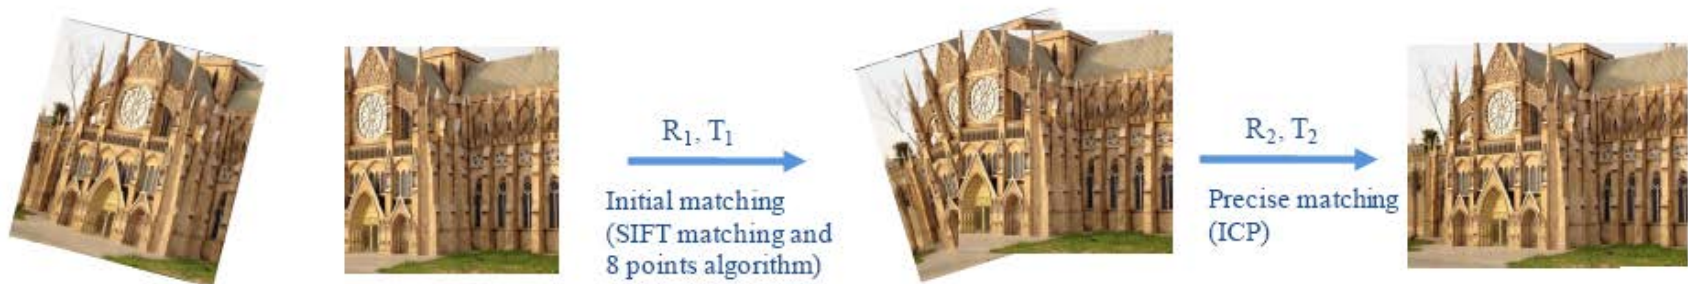 R₁, T₁
Initial matching
(SIFT matching and
8 points algorithm)
R₂, T₂
Precise matching
(ICP)